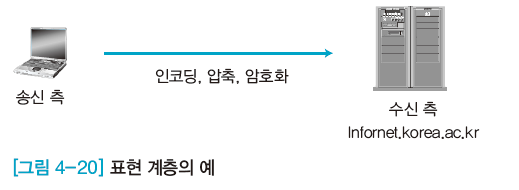 인코딩, 압축, 암호화
송신 측
수신 측
Infornet.korea.ac.kr
[그림 4-20] 표현 계층의 예